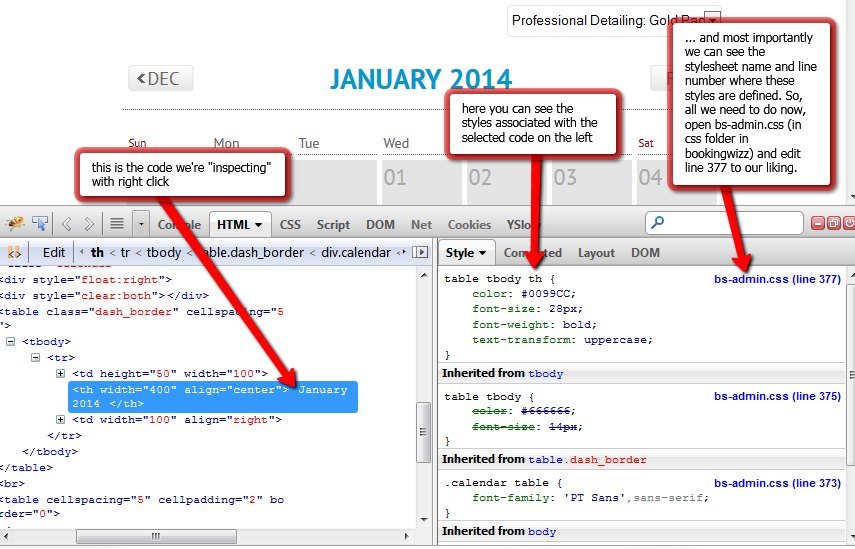 Professional Detailing: Gold Pac
... and most importantly
we can see the
stylesheet name and line
number where these
styles are defined. So,
all we need to do now,
open bs-admin.css (in
css folder in
bookingwizz) and edit
line 377 to our liking.
DEC
JANUARY 2014
here you can see the
styles associated with the
selected code on the left
Sun Mon Tue Wed Sat
01 02 03 04
this is the code we're "inspecting"
with right click
Console HTML CSS Script DOM Net Cookies YSlow
Edit th < tr < tbody < table.dash_border < div.calendar
<div style="float:right">
<div style="clear:both"></div>
<table class="dash_border" cellspacing="5
">
<tbody>
<tr>
<td height="50" width="100">
<th width="400" align="center"> January
2014 </th>
<td width="100" align="right">
</tr>
</tbody>
</table>
<br>
<table cellspacing="5" cellpadding="2" bo
rder="0">
Style Computed Layout DOM
table tbody th { bs-admin.css (line 377)
color: #0099CC;
font-size: 28px;
font-weight: bold;
text-transform: uppercase;
}
Inherited from tbody
table tbody { bs-admin.css (line 375)
color: #666666;
font-size: 14px;
}
Inherited from table.dash_border
.calendar table { bs-admin.css (line 373)
font-family: 'PT Sans',sans-serif;
}
Inherited from body